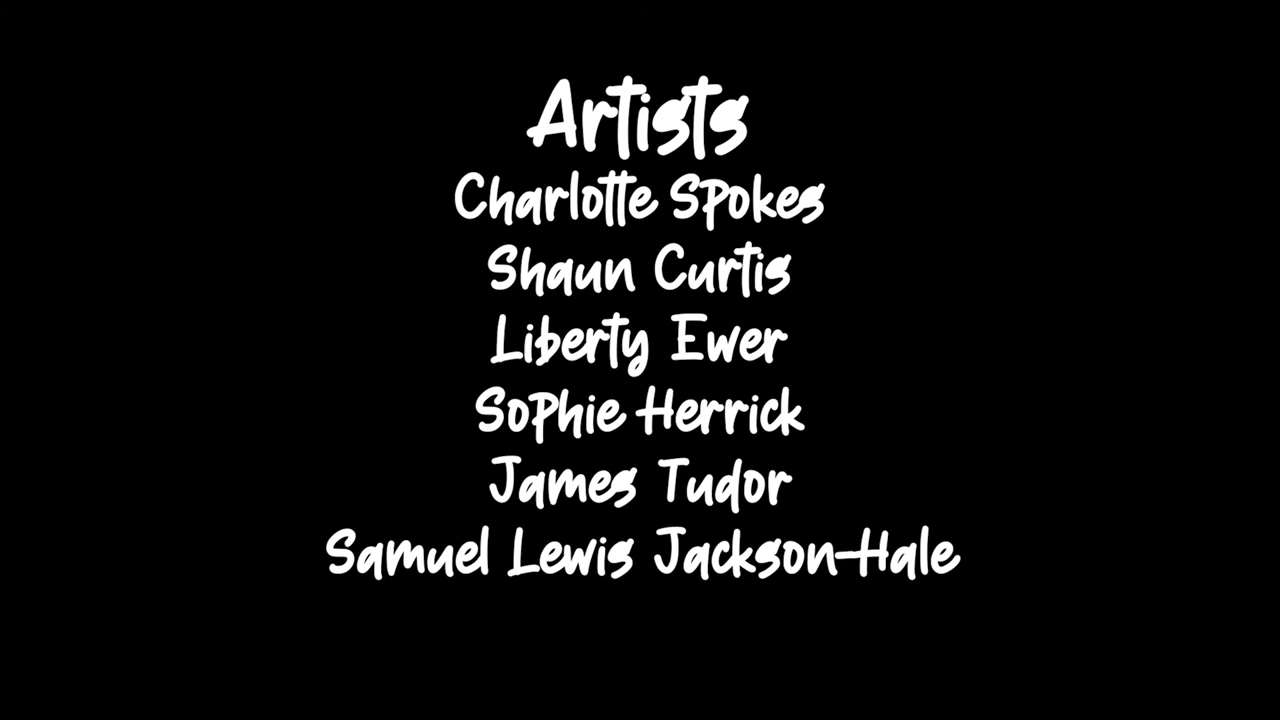 Artists
Charlotte Spokes
Shaun Curtis
Liberty Ewer
Sophie Herrick
James Tudor
Samuel Lewis Jackson-Hale